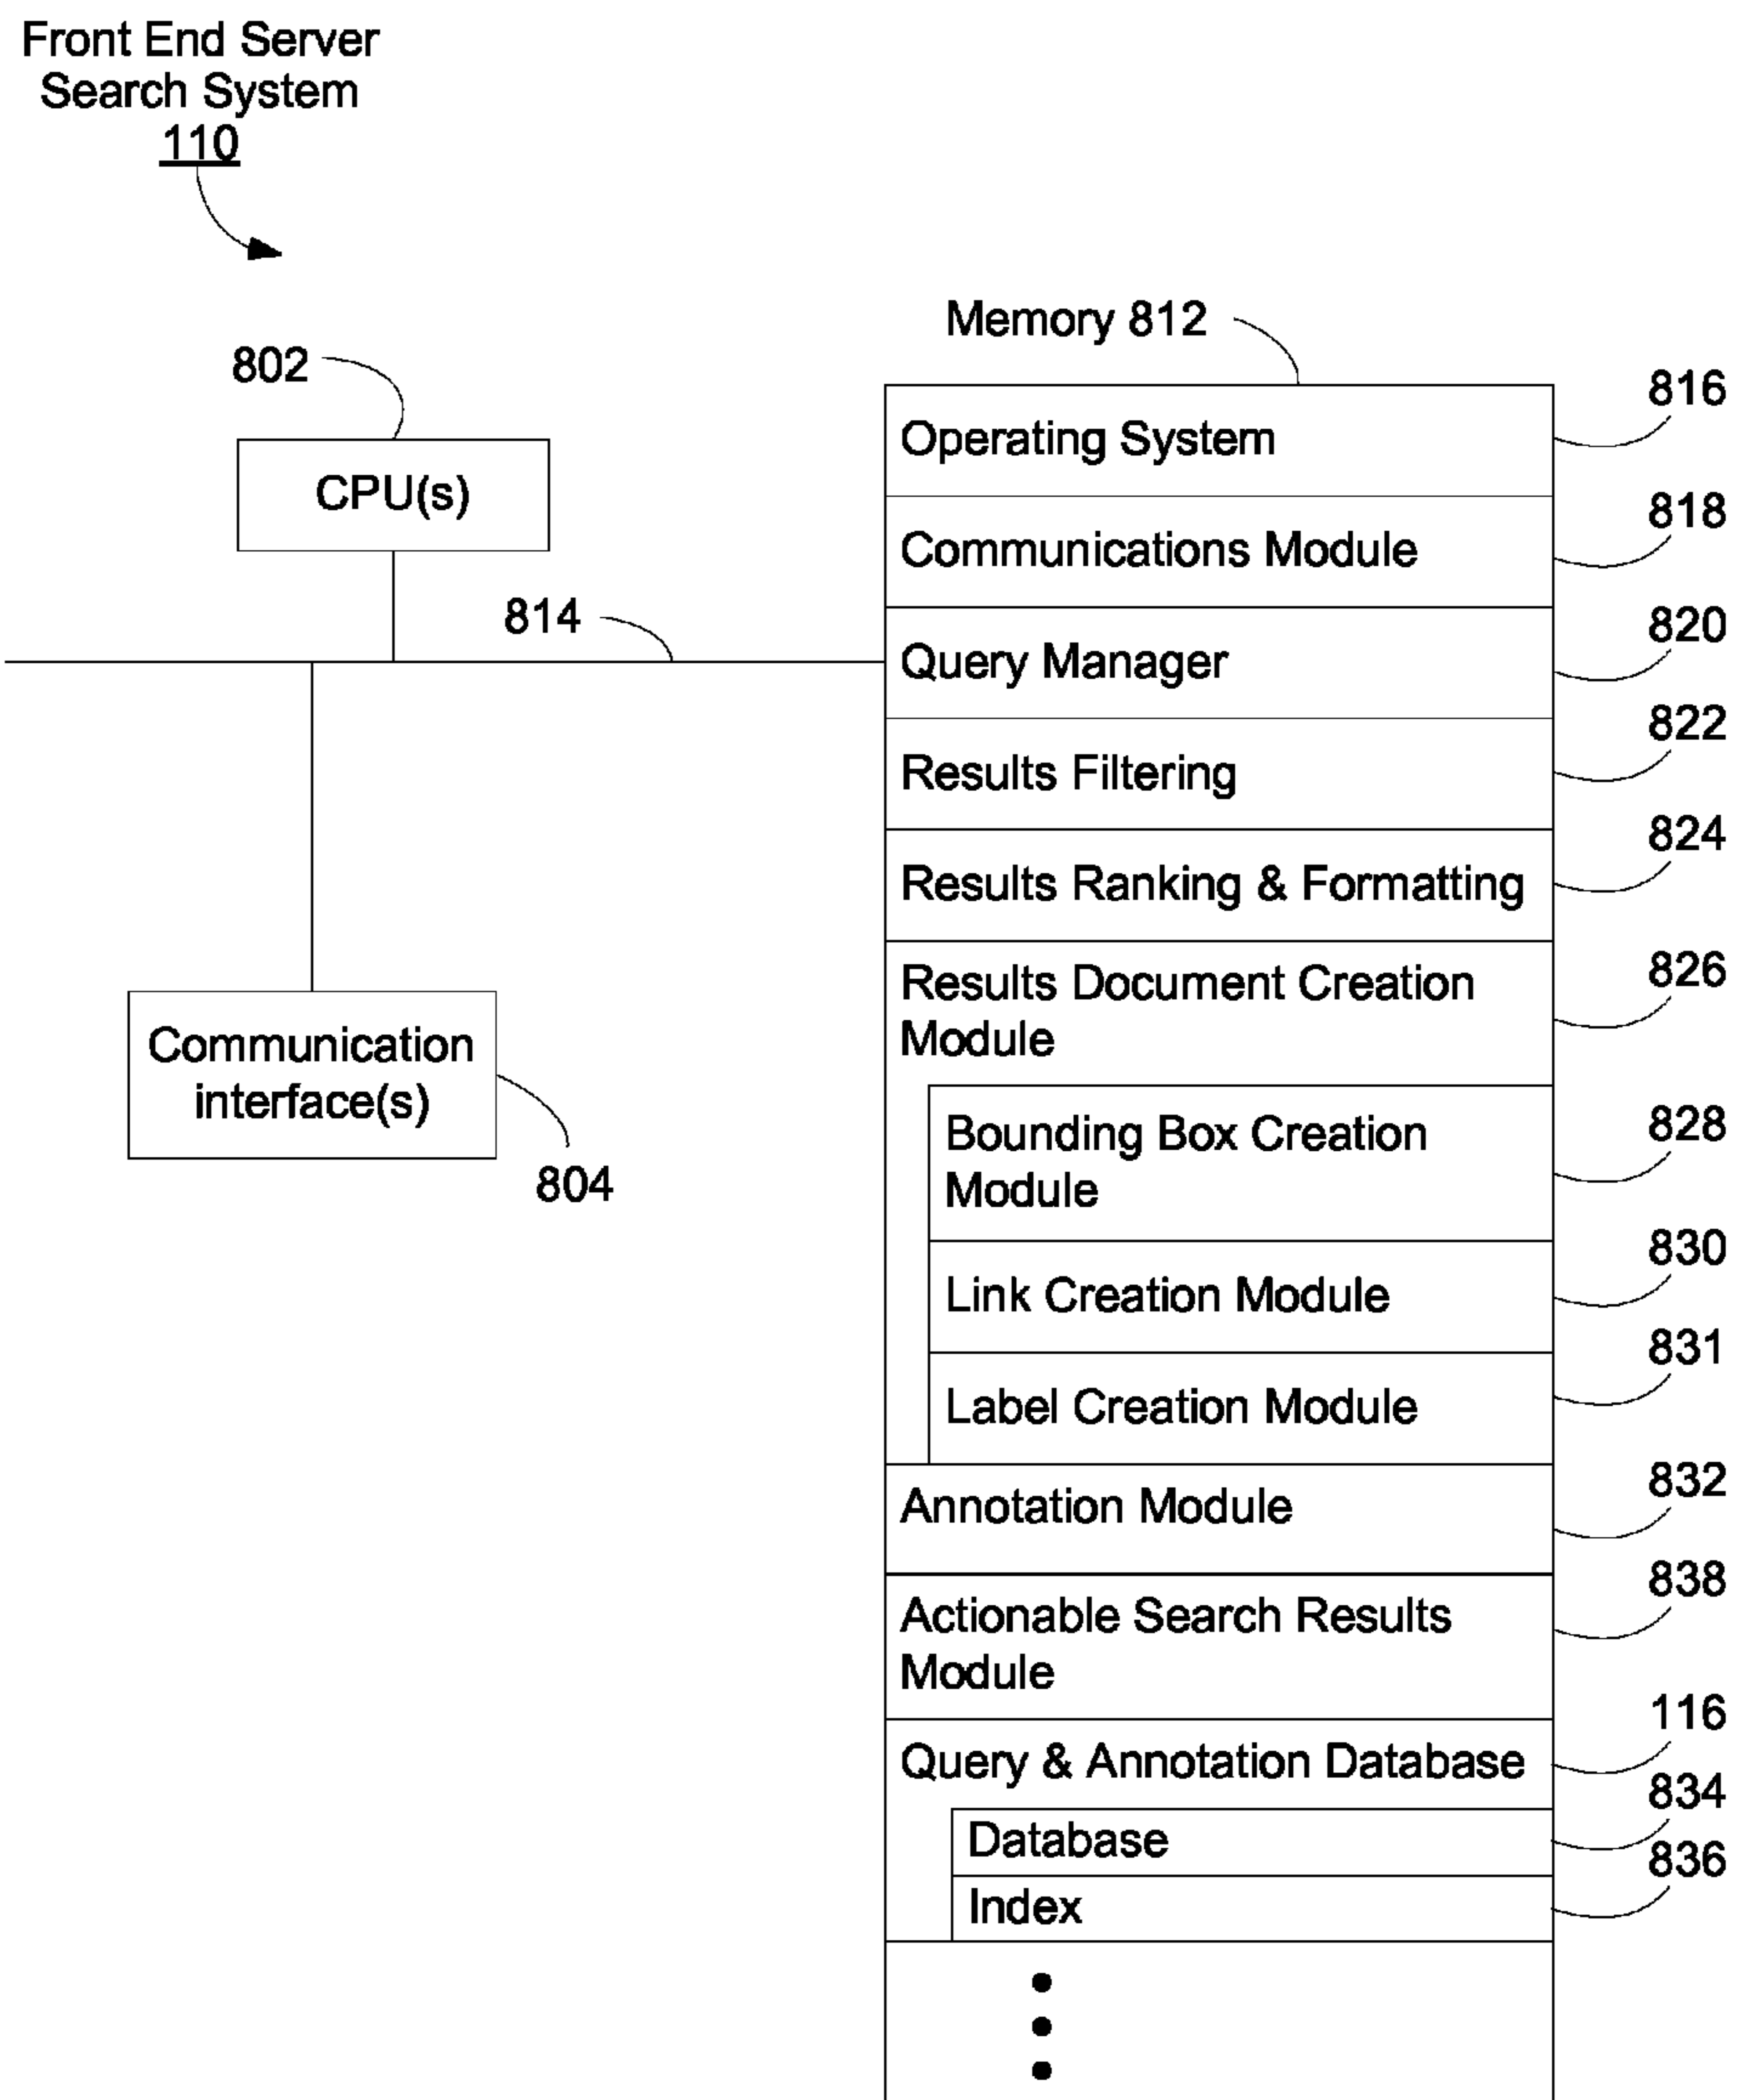 Front End Server
Search System
110
Memory 812
802
816
Operating System
CPU(s)
818
Communications Module
814
820
Query Manager
822
Results Filtering
824
Results Ranking & Formatting
826
Results Document Creation
Module
Communication
interface(s)
804
828
Bounding Box Creation
Module
830
Link Creation Module
831
Label Creation Module
832
Annotation Module
838
Actionable Search Results
Module
116
Query & Annotation Database
834
Database
836
Index